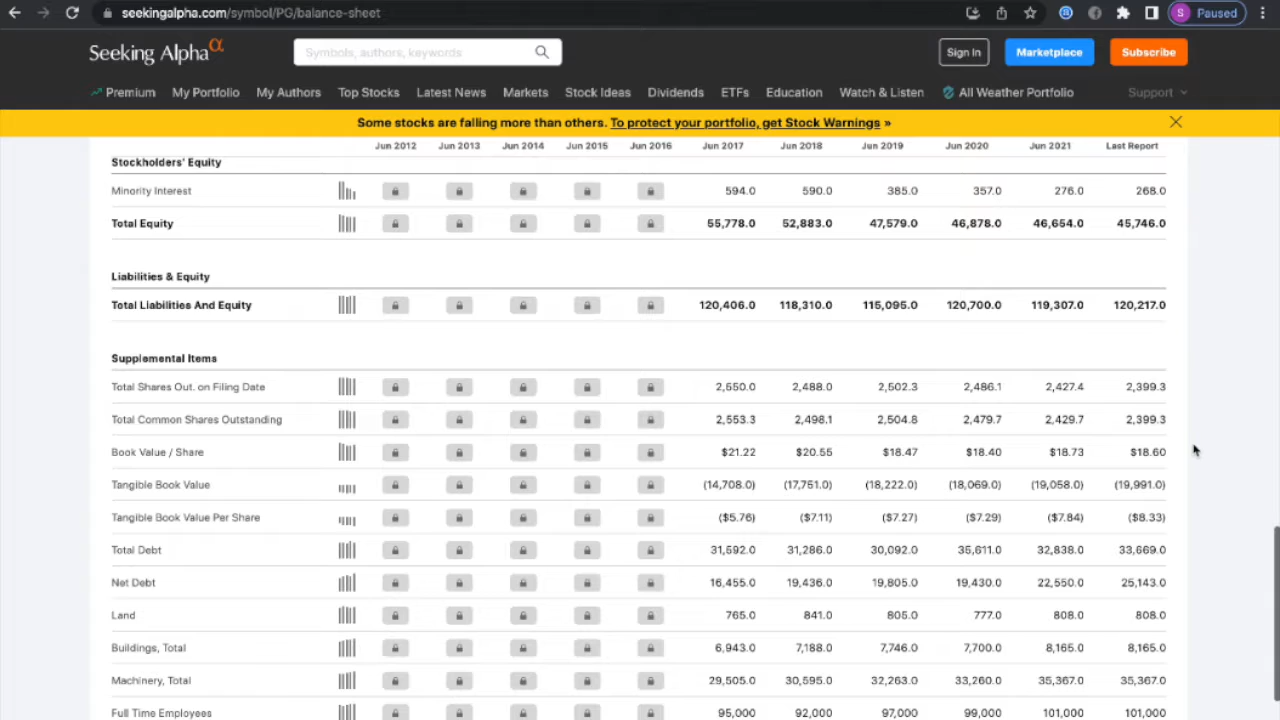 seekingalpha.com/symbol/PG/balance-sheet
S Paused
Seeking Alpha α
Symbols, authors, keywords
Sign In
Marketplace
Subscribe
Premium My Portfolio My Authors Top Stocks Latest News Markets Stock Ideas Dividends ETFs Education Watch & Listen All Weather Portfolio Support
Some stocks are falling more than others. To protect your portfolio, get Stock Warnings »
Jun 2012 Jun 2013 Jun 2014 Jun 2015 Jun 2016 Jun 2017 Jun 2018 Jun 2019 Jun 2020 Jun 2021 Last Report
Stockholders' Equity
Minority Interest 594.0 590.0 385.0 357.0 276.0 268.0
Total Equity 55,778.0 52,883.0 47,579.0 46,878.0 46,654.0 45,746.0
Liabilities & Equity
Total Liabilities And Equity 120,406.0 118,310.0 115,095.0 120,700.0 119,307.0 120,217.0
Supplemental Items
Total Shares Out. on Filing Date 2,550.0 2,488.0 2,502.3 2,486.1 2,427.4 2,399.3
Total Common Shares Outstanding 2,553.3 2,498.1 2,504.8 2,479.7 2,429.7 2,399.3
Book Value / Share $21.22 $20.55 $18.47 $18.40 $18.73 $18.60
Tangible Book Value (14,708.0) (17,751.0) (18,222.0) (18,069.0) (19,058.0) (19,991.0)
Tangible Book Value Per Share ($5.76) ($7.11) ($7.27) ($7.29) ($7.84) ($8.33)
Total Debt 31,592.0 31,286.0 30,092.0 35,611.0 32,838.0 33,669.0
Net Debt 16,455.0 19,436.0 19,805.0 19,430.0 22,550.0 25,143.0
Land 765.0 841.0 805.0 777.0 808.0 808.0
Buildings, Total 6,943.0 7,188.0 7,746.0 7,700.0 8,165.0 8,165.0
Machinery, Total 29,505.0 30,595.0 32,263.0 33,260.0 35,367.0 35,367.0
Full Time Employees 95,000 92,000 97,000 99,000 101,000 101,000